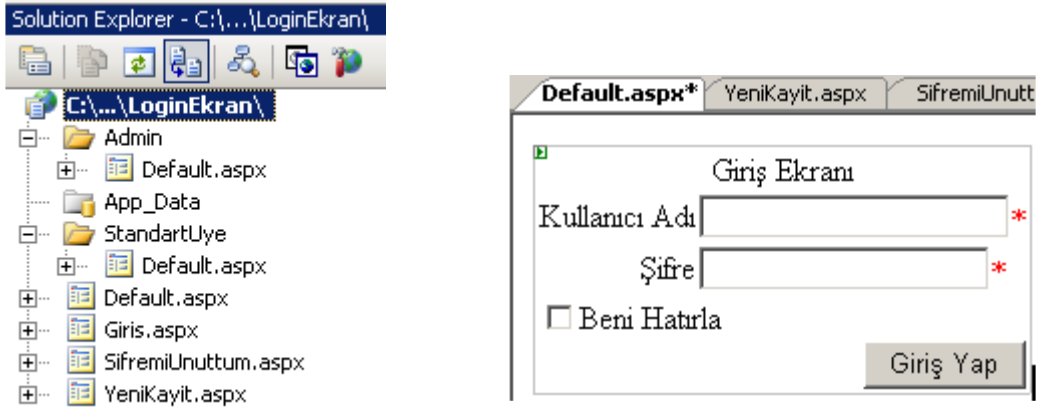 Solution Explorer - C:\...\LoginEkran\
C:\...\LoginEkran\
Admin
Default.aspx
App_Data
StandartUye
Default.aspx
Default.aspx
Giris.aspx
SifremiUnuttum.aspx
YeniKayit.aspx
Default.aspx* YeniKayit.aspx SifremiUnutt
Giriş Ekranı
Kullanıcı Adı *
Şifre *
Beni Hatırla
Giriş Yap